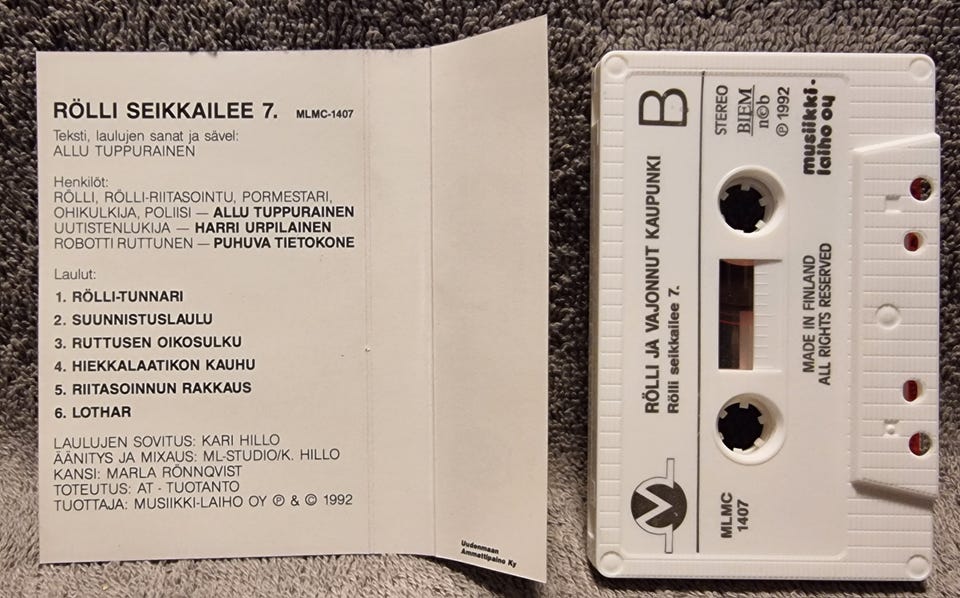 RÖLLI SEIKKAILEE 7. MLMC-1407
Teksti, laulujen sanat ja sävel:
ALLU TUPPURAINEN
Henkilöt:
RÖLLI, RÖLLI-RIITASOINTU, PORMESTARI,
OHIKULKIJA, POLIISI — ALLU TUPPURAINEN
UUTISTENLUKIJA — HARRI URPILAINEN
ROBOTTI RUTTUNEN — PUHUVA TIETOKONE
Laulut:
1. RÖLLI-TUNNARI
2. SUUNNISTUSLAULU
3. RUTTUSEN OIKOSULKU
4. HIEKKALAATIKON KAUHU
5. RIITASOINNUN RAKKAUS
6. LOTHAR
LAULUJEN SOVITUS: KARI HILLO
ÄÄNITYS JA MIXAUS: ML-STUDIO/K. HILLO
KANSI: MARLA RÖNNQVIST
TOTEUTUS: AT - TUOTANTO
TUOTTAJA: MUSIIKKI-LAIHO OY ℗ & © 1992
Uudenmaan
Ammattipaino Ky
B
RÖLLI JA VAJONNUT KAUPUNKI
Rölli seikkailee 7.
M
MLMC
1407
STEREO
BIEM
n©b
℗ 1992
musiikki-
laiho oy
MADE IN FINLAND
ALL RIGHTS RESERVED